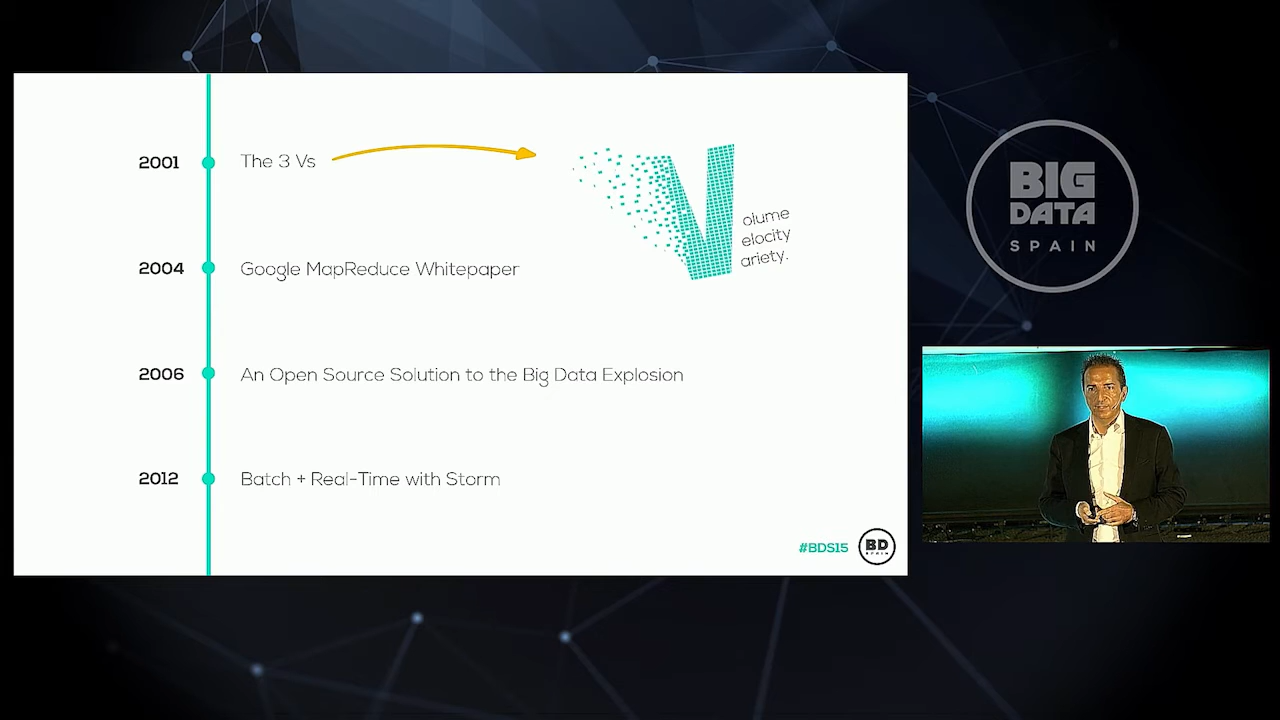 2001
The 3 Vs
V
olume
elocity
ariety.
2004
Google MapReduce Whitepaper
2006
An Open Source Solution to the Big Data Explosion
2012
Batch + Real-Time with Storm
#BDS15
BD
SPAIN
BIG
DATA
SPAIN